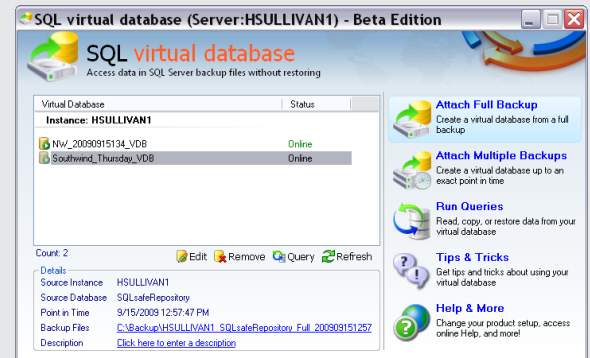 SQL virtual database (Server:HSULLIVAN1) - Beta Edition
SQL virtual database
Access data in SQL Server backup files without restoring
Virtual Database Status
Instance: HSULLIVAN1
NW_20090915134_VDB Online
Southwind_Thursday_VDB Online
Count: 2
Edit Remove Query Refresh
Details
Source Instance HSULLIVAN1
Source Database SQLsafeRepository
Point in Time 9/15/2009 12:57:47 PM
Backup Files C:\Backup\HSULLIVAN1_SQLsafeRepository_Full_200909151257
Description Click here to enter a description
Attach Full Backup
Create a virtual database from a full
backup
Attach Multiple Backups
Create a virtual database up to an
exact point in time
Run Queries
Read, copy, or restore data from your
virtual database
Tips & Tricks
Get tips and tricks about using your
virtual database
Help & More
Change your product setup, access
online Help, and more!